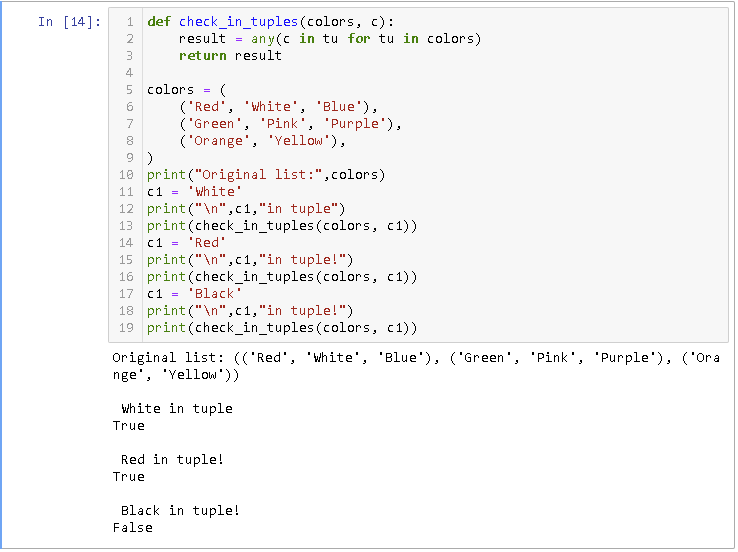 In [14]:
1 def check_in_tuples(colors, c):
2     result = any(c in tu for tu in colors)
3     return result
4
5 colors = (
6     ('Red', 'White', 'Blue'),
7     ('Green', 'Pink', 'Purple'),
8     ('Orange', 'Yellow'),
9 )
10 print("Original list:",colors)
11 c1 = 'White'
12 print("\n",c1,"in tuple")
13 print(check_in_tuples(colors, c1))
14 c1 = 'Red'
15 print("\n",c1,"in tuple!")
16 print(check_in_tuples(colors, c1))
17 c1 = 'Black'
18 print("\n",c1,"in tuple!")
19 print(check_in_tuples(colors, c1))
Original list: (('Red', 'White', 'Blue'), ('Green', 'Pink', 'Purple'), ('Ora
nge', 'Yellow'))
 White in tuple
True
 Red in tuple!
True
 Black in tuple!
False